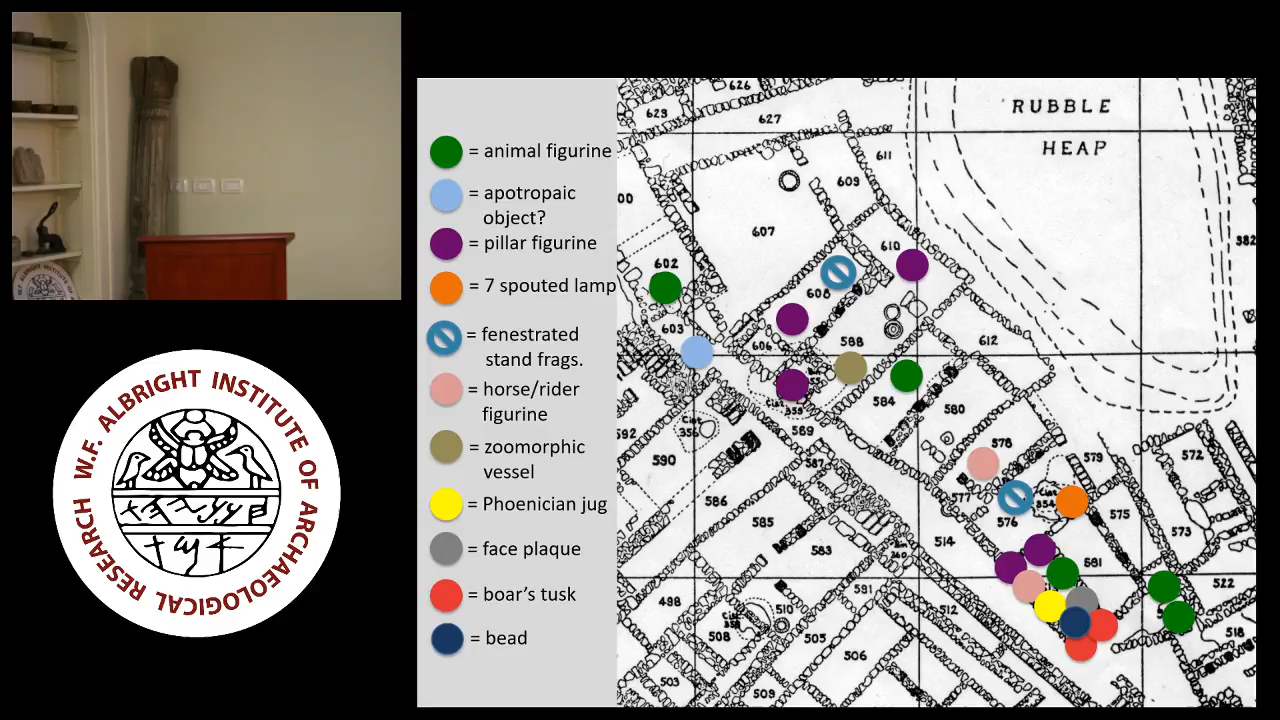 W.F. ALBRIGHT INSTITUTE OF ARCHAEOLOGICAL RESEARCH
= animal figurine
= apotropaic
object?
= pillar figurine
= 7 spouted lamp
= fenestrated
stand frags.
= horse/rider
figurine
= zoomorphic
vessel
= Phoenician jug
= face plaque
= boar's tusk
= bead
RUBBLE
HEAP
626
623
627
611
609
607
610
602
608
603
606
588
612
584
580
359
589
592
590
587
578
579
572
577
586
576
354
575
573
585
583
514
581
522
498
510
591
512
518
508
505
506
503
509